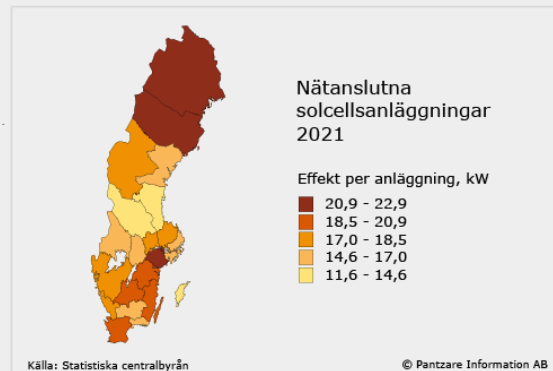 Nätanslutna
solcellsanläggningar
2021
Effekt per anläggning, kW
20,9 - 22,9
18,5 - 20,9
17,0 - 18,5
14,6 - 17,0
11,6 - 14,6
Källa: Statistiska centralbyrån
© Pantzare Information AB